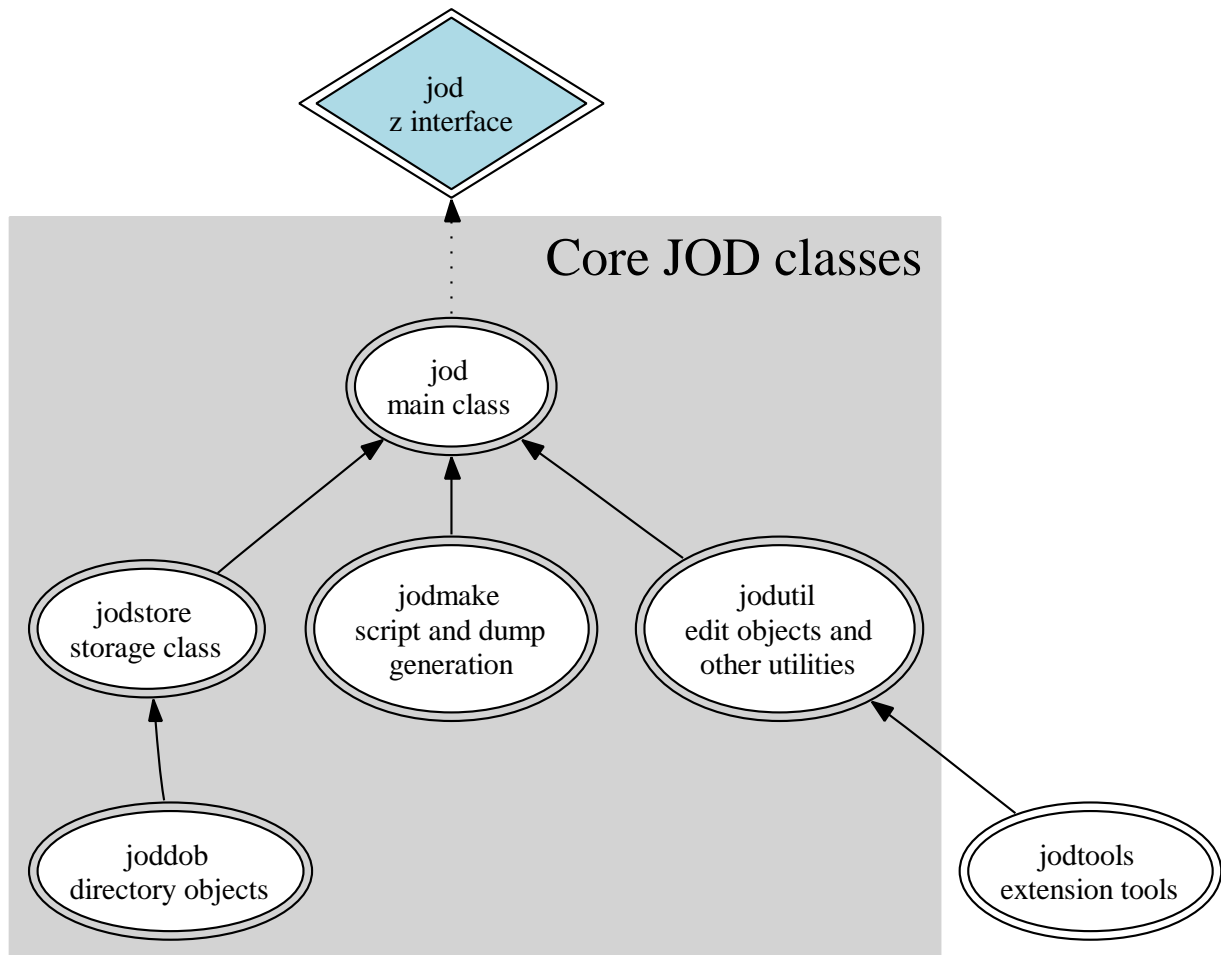 jod
z interface
Core JOD classes
jod
main class
jodstore
storage class
jodmake
script and dump
generation
jodutil
edit objects and
other utilities
joddob
directory objects
jodtools
extension tools